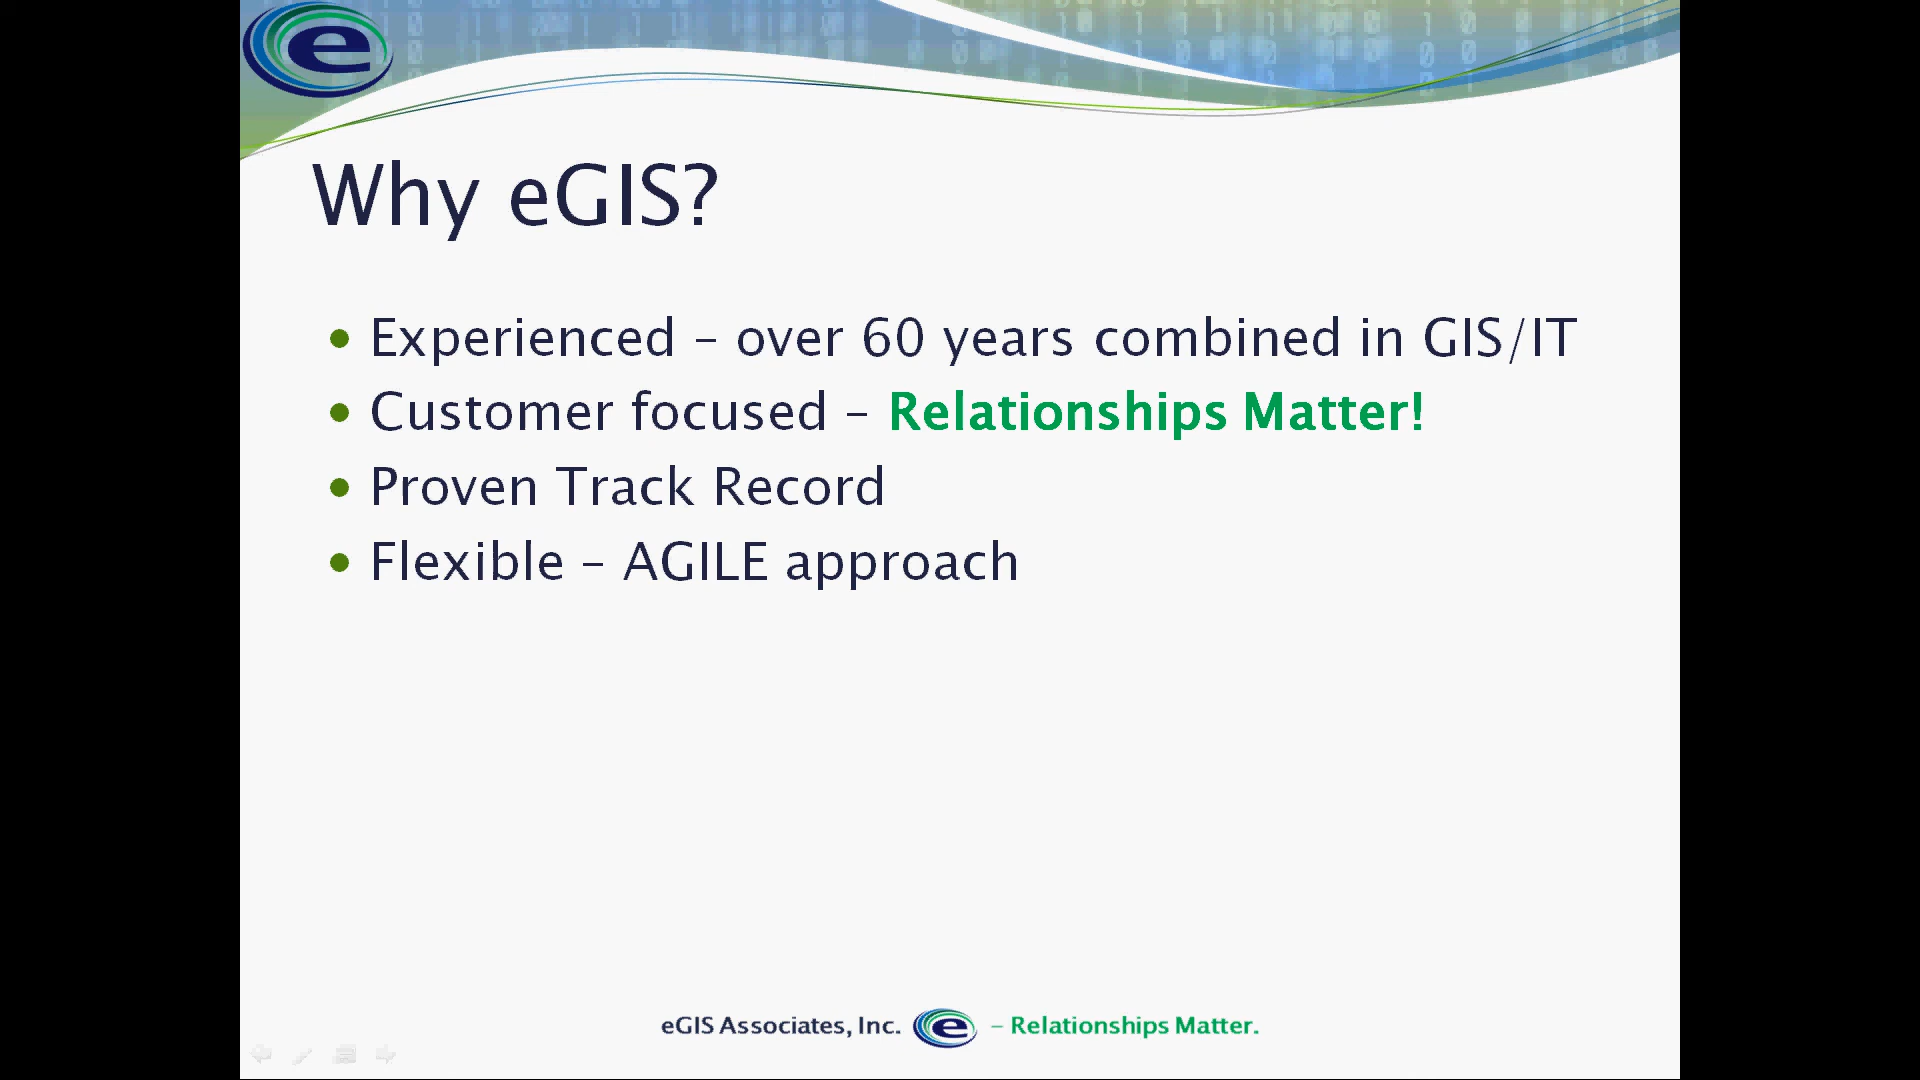 e
Why eGIS?
• Experienced – over 60 years combined in GIS/IT
• Customer focused – Relationships Matter!
• Proven Track Record
• Flexible – AGILE approach
eGIS Associates, Inc. e – Relationships Matter.